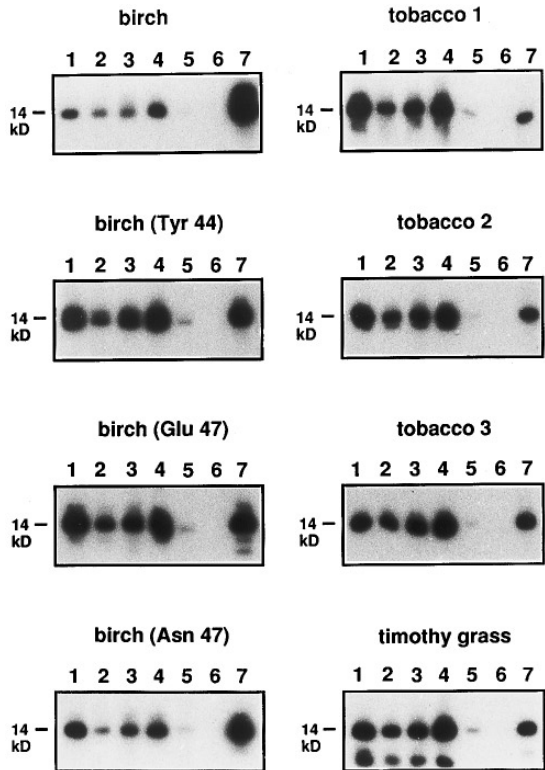 birch
1 2 3 4 5 6 7
14
kD
tobacco 1
1 2 3 4 5 6 7
14
kD
birch (Tyr 44)
1 2 3 4 5 6 7
14
kD
tobacco 2
1 2 3 4 5 6 7
14
kD
birch (Glu 47)
1 2 3 4 5 6 7
14
kD
tobacco 3
1 2 3 4 5 6 7
14
kD
birch (Asn 47)
1 2 3 4 5 6 7
14
kD
timothy grass
1 2 3 4 5 6 7
14
kD